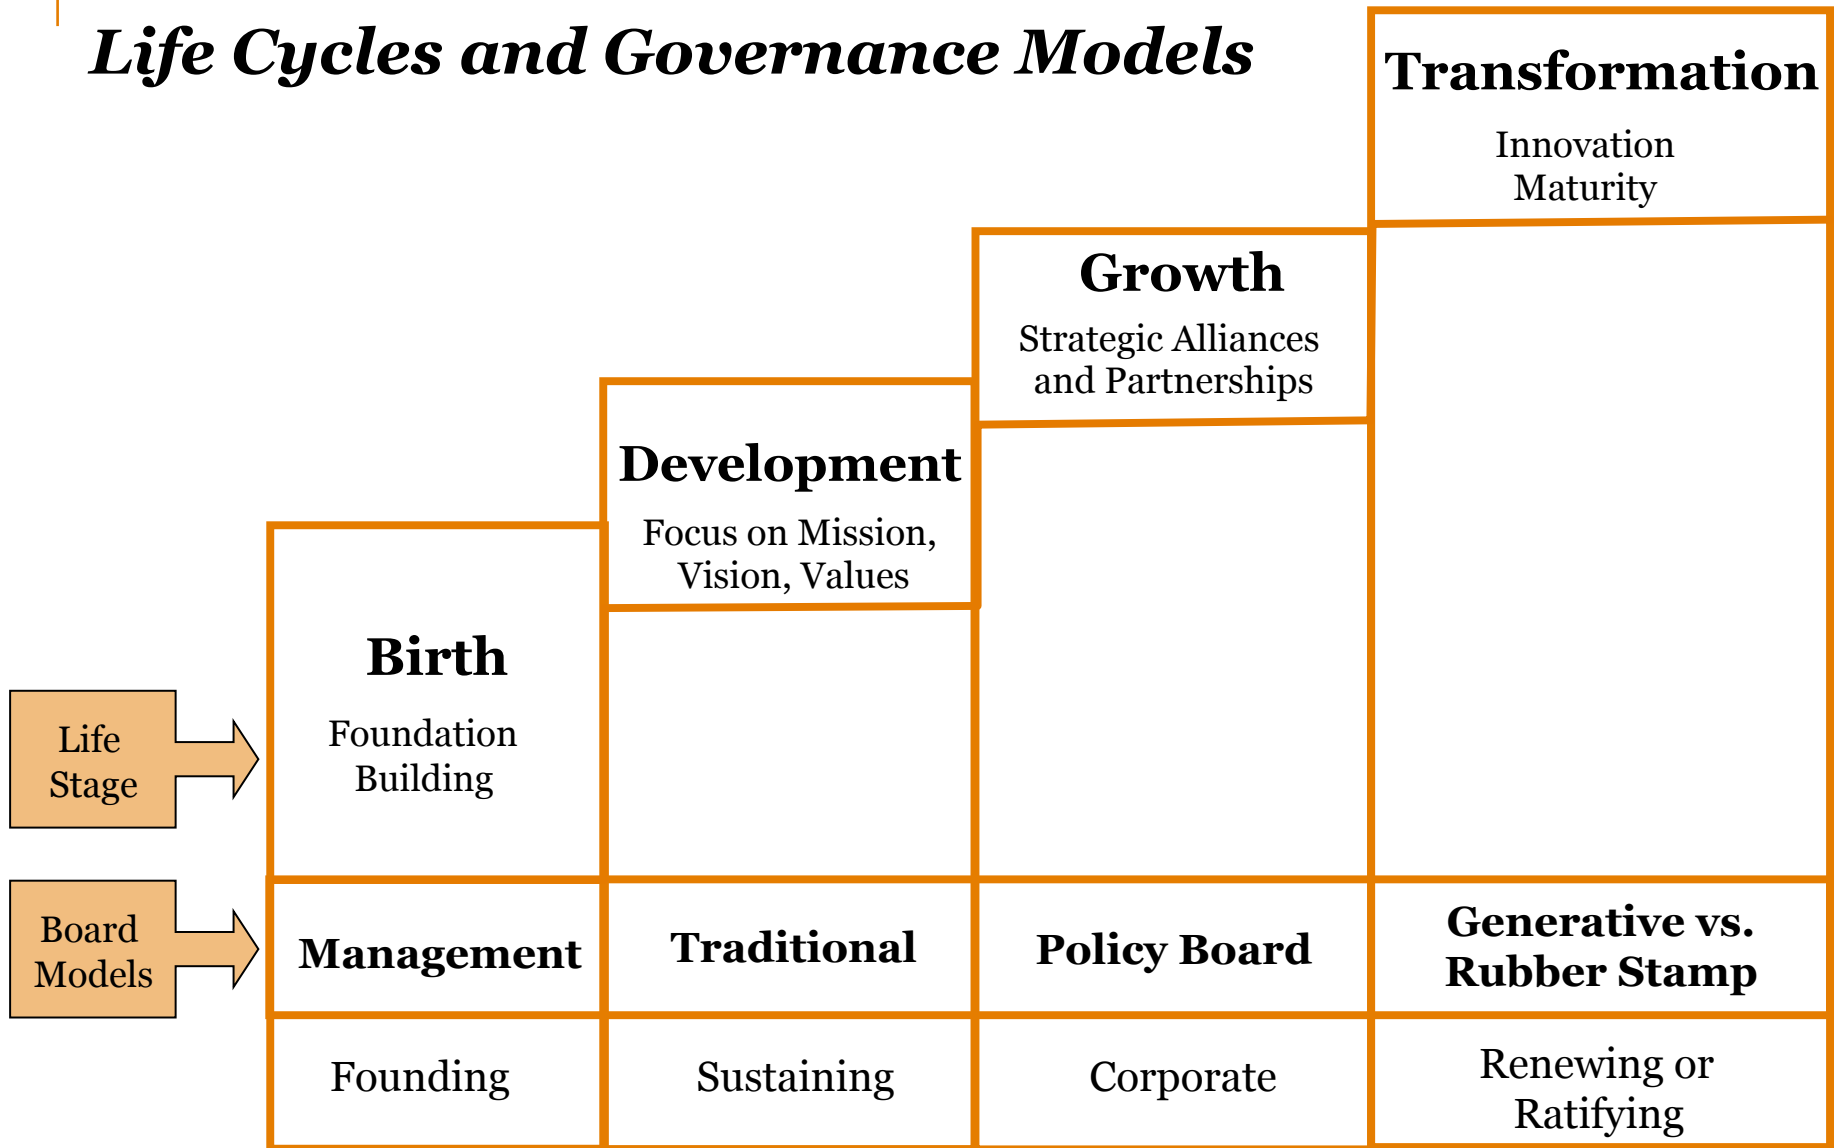 Life Cycles and Governance Models
Transformation
Innovation
Maturity
Growth
Strategic Alliances
and Partnerships
Development
Focus on Mission,
Vision, Values
Birth
Foundation
Building
Life
Stage
Board
Models
Management
Traditional
Policy Board
Generative vs.
Rubber Stamp
Founding
Sustaining
Corporate
Renewing or
Ratifying